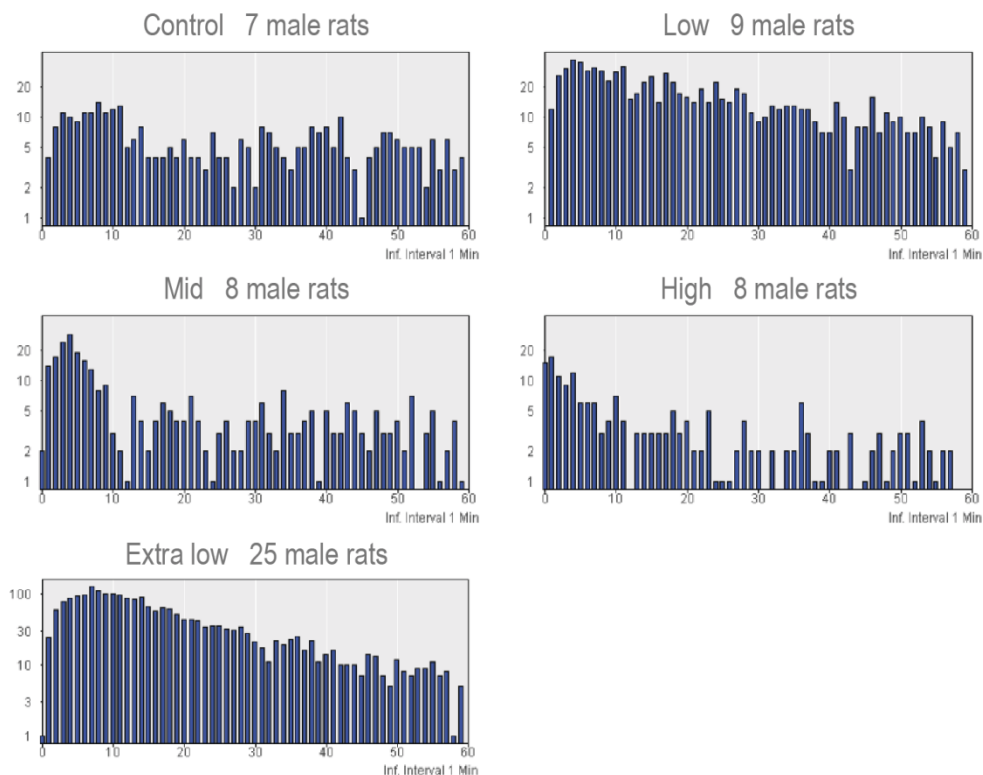 Control 7 male rats
20
10
5
2
1
0 10 20 30 40 50 60
Inf. Interval 1 Min
Low 9 male rats
20
10
5
2
1
0 10 20 30 40 50 60
Inf. Interval 1 Min
Mid 8 male rats
20
10
5
2
1
0 10 20 30 40 50 60
Inf. Interval 1 Min
High 8 male rats
20
10
5
2
1
0 10 20 30 40 50 60
Inf. Interval 1 Min
Extra low 25 male rats
100
30
10
3
1
0 10 20 30 40 50 60
Inf. Interval 1 Min